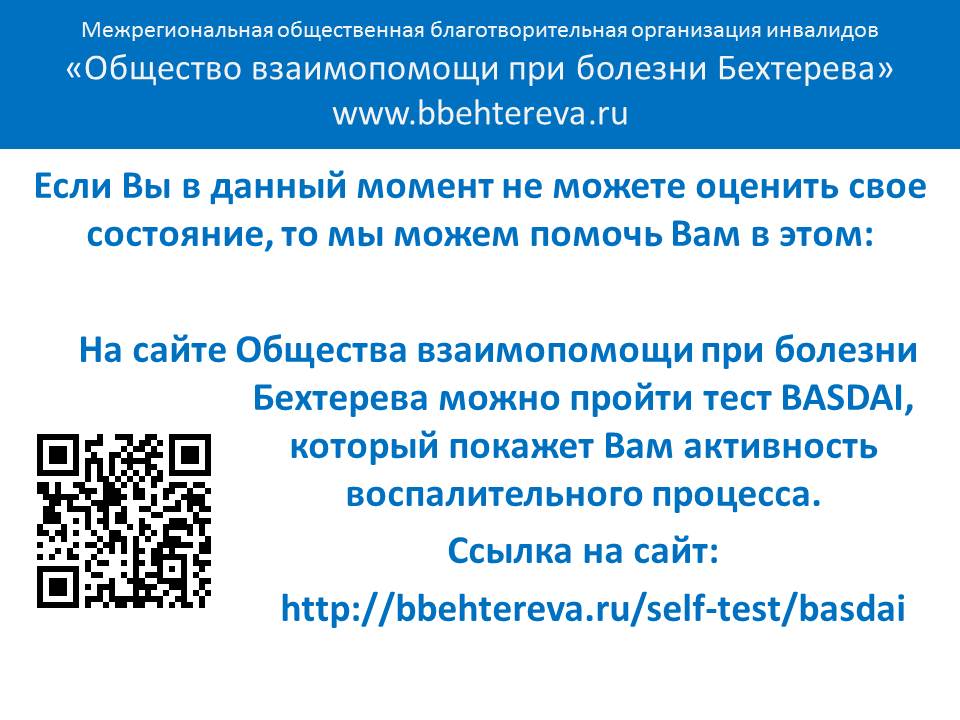 Межрегиональная общественная благотворительная организация инвалидов
«Общество взаимопомощи при болезни Бехтерева»
www.bbehtereva.ru
Если Вы в данный момент не можете оценить свое
состояние, то мы можем помочь Вам в этом:
На сайте Общества взаимопомощи при болезни
Бехтерева можно пройти тест BASDAI,
который покажет Вам активность
воспалительного процесса.
Ссылка на сайт:
http://bbehtereva.ru/self-test/basdai